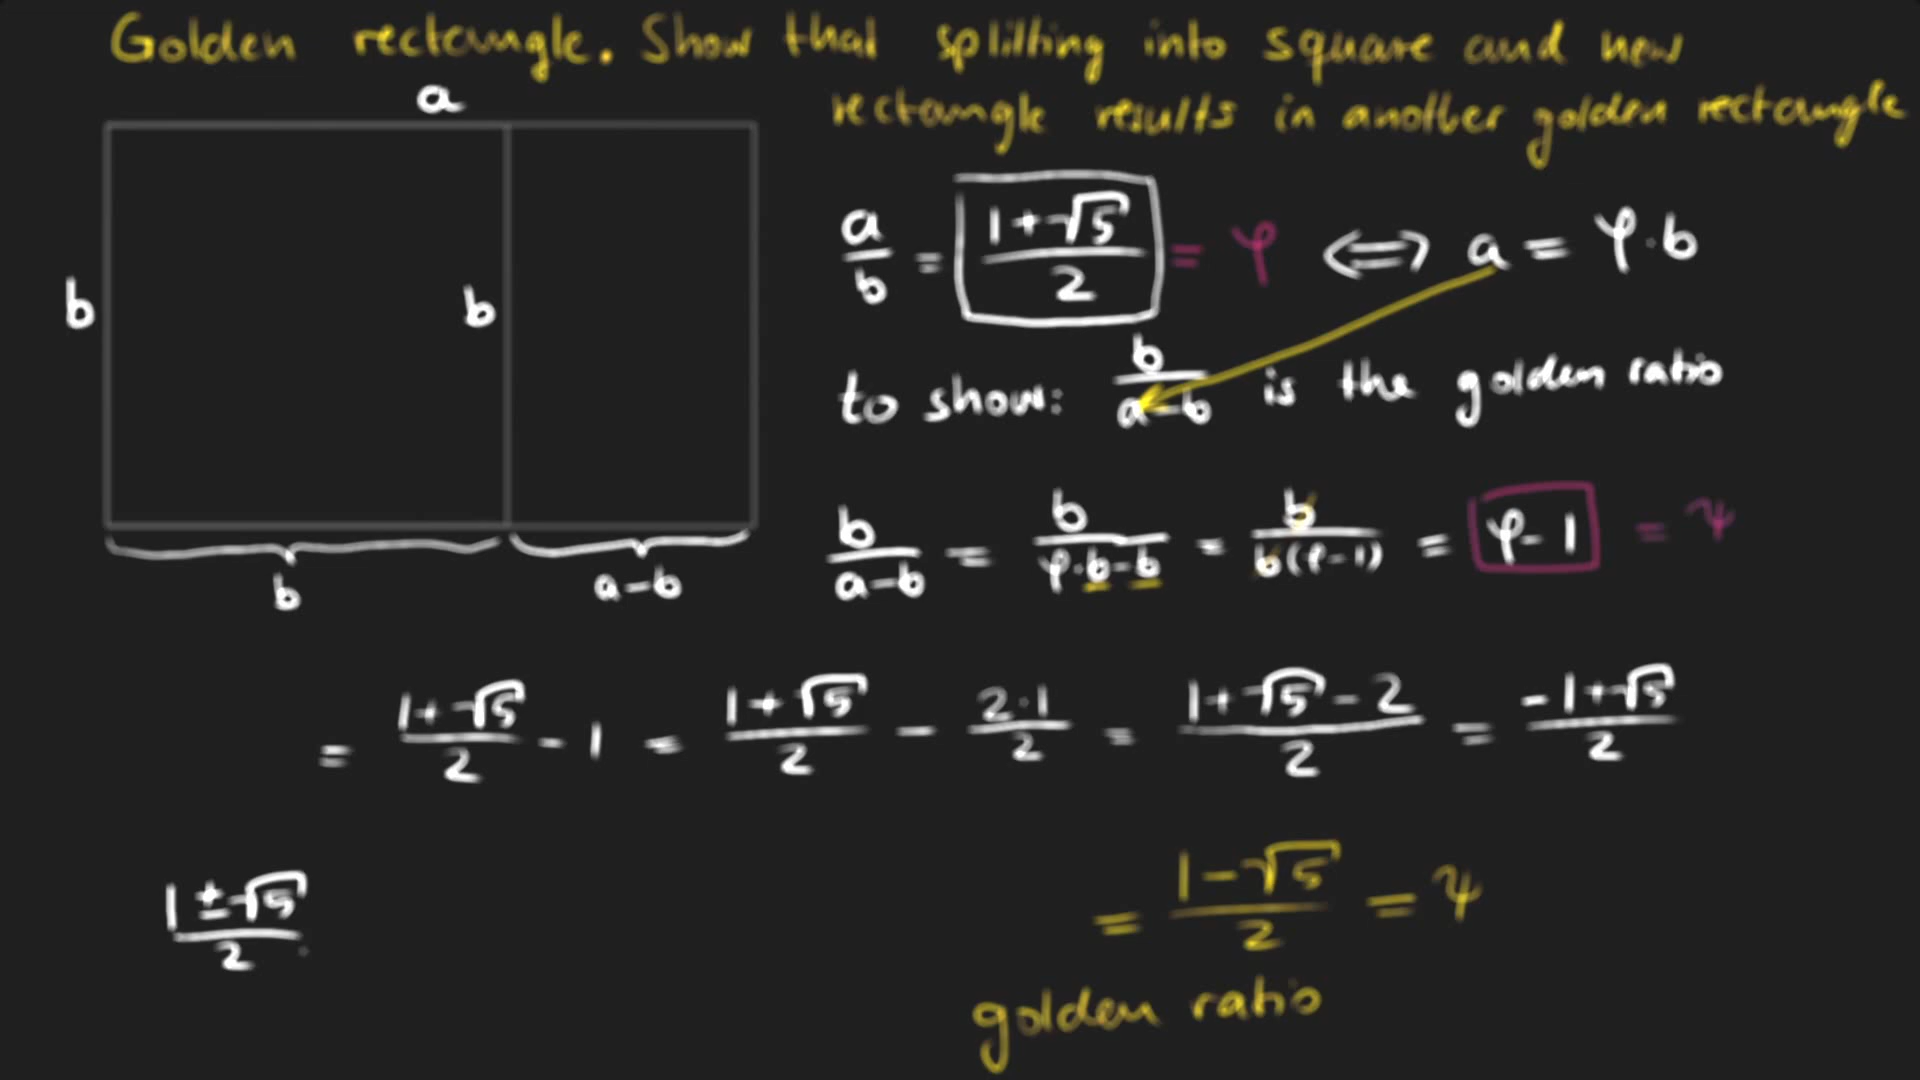 Golden rectangle. Show that splitting into square and new
rectangle results in another golden rectangle
a
b
b
b
a-b
a/b = (1+√5)/2 = φ ⟺ a = φ·b
to show: b/(a-b) is the golden ratio
b/(a-b) = b/(φ·b-b) = b/(b(φ-1)) = φ-1 = ψ
= (1+√5)/2 - 1 = (1+√5)/2 - (2·1)/2 = (1+√5-2)/2 = (-1+√5)/2
(1±√5)/2
= (1-√5)/2 = ψ
golden ratio